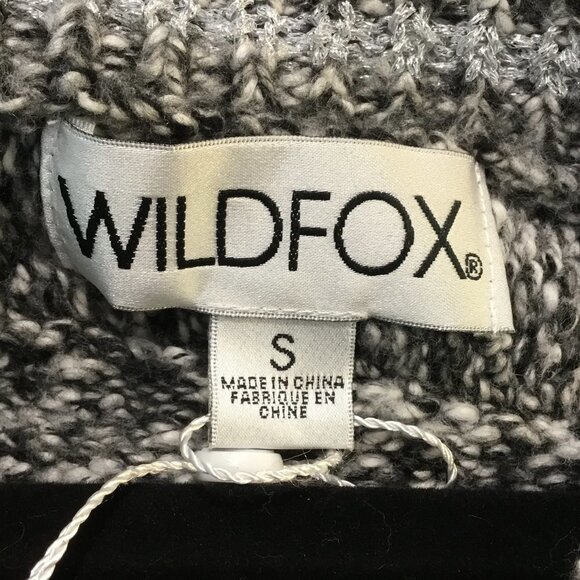 WILDFOX®
S
MADE IN CHINA
FABRIQUE EN
CHINE